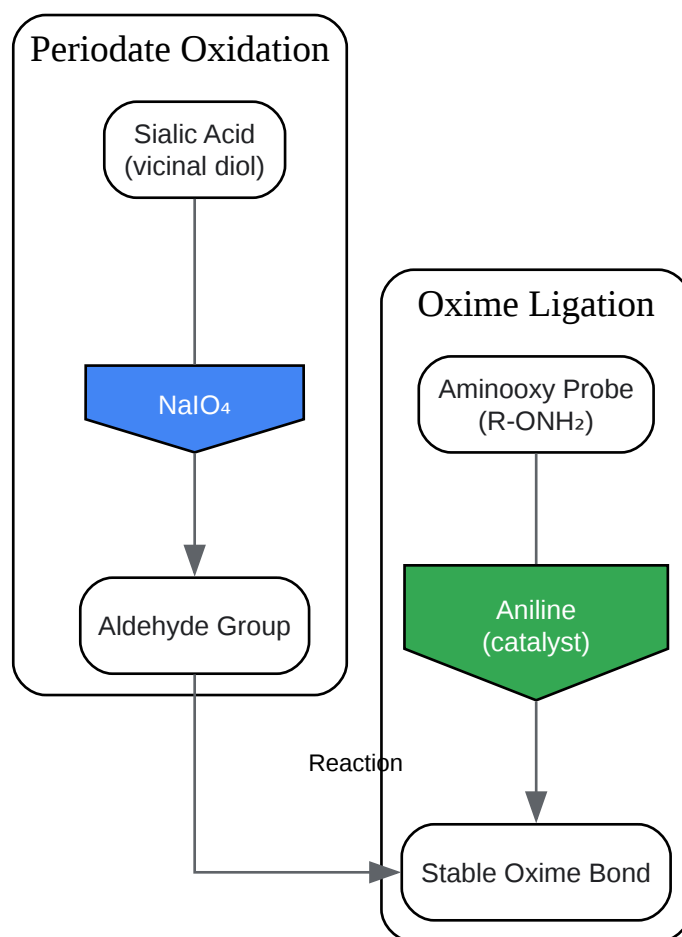 Periodate Oxidation
Sialic Acid
(vicinal diol)
NaIO₄
Aldehyde Group
Oxime Ligation
Aminooxy Probe
(R-ONH₂)
Aniline
(catalyst)
Reaction
Stable Oxime Bond